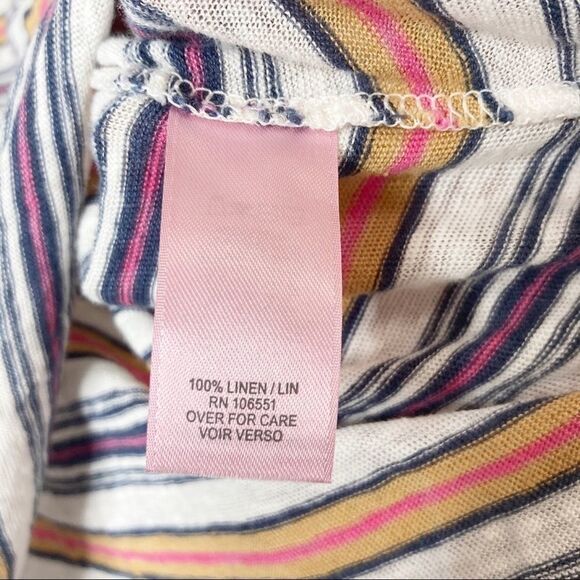 100% LINEN / LIN
RN 106551
OVER FOR CARE
VOIR VERSO